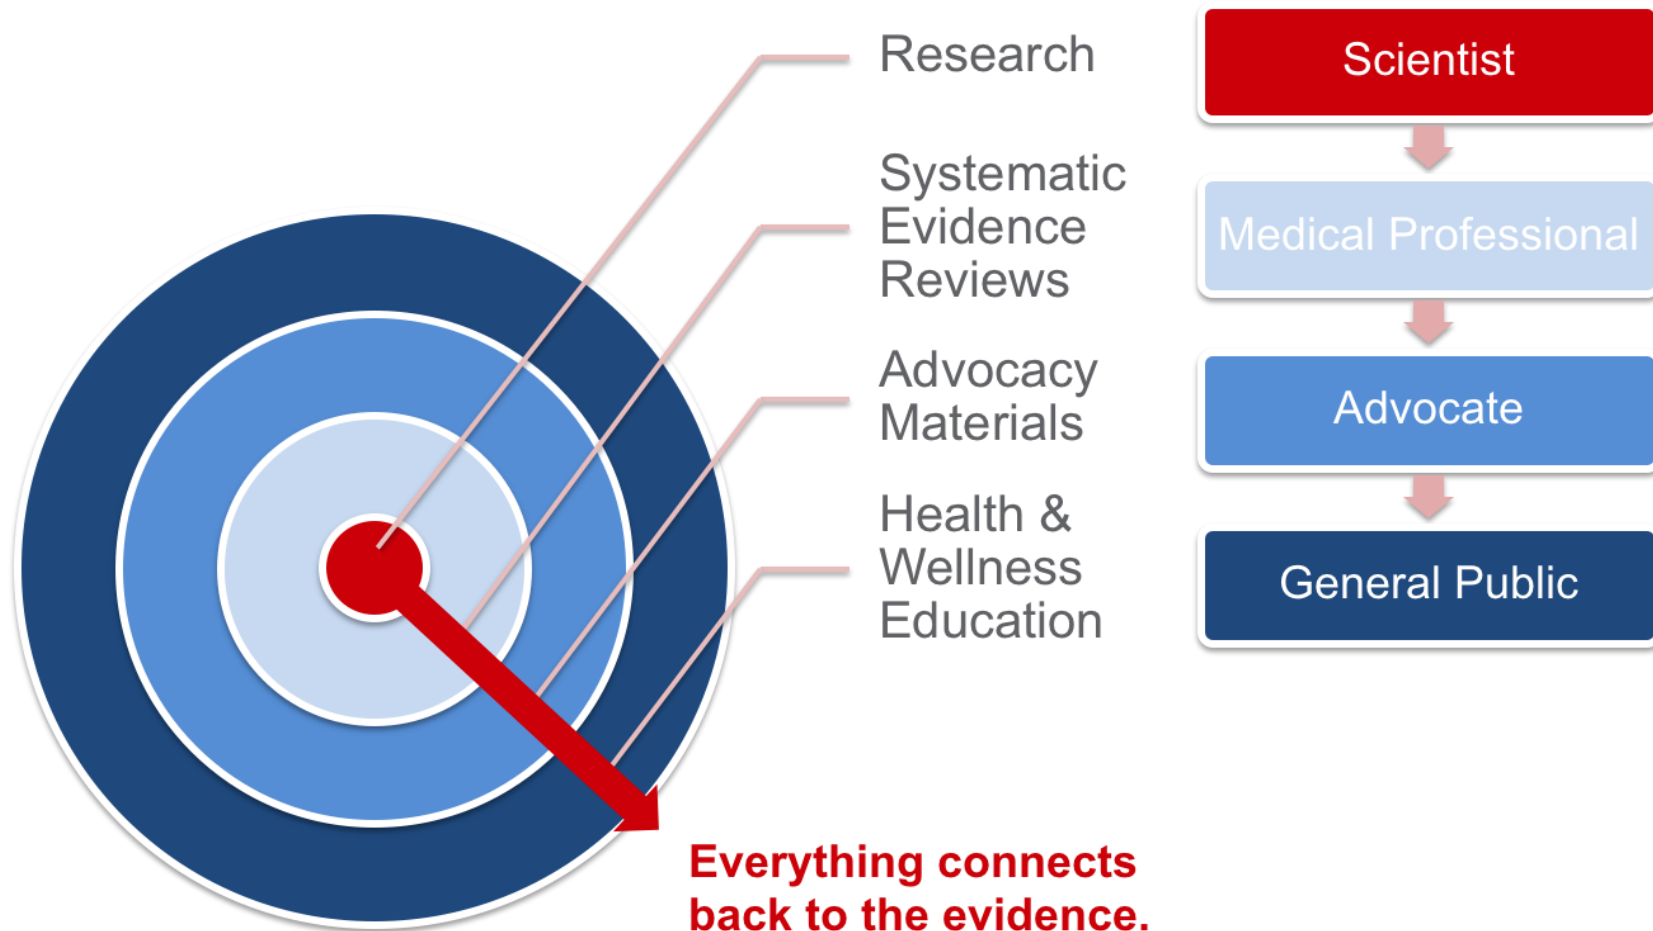 Research
Scientist
Systematic
Evidence
Reviews
Medical Professional
Advocacy
Materials
Advocate
Health &
Wellness
Education
General Public
Everything connects
back to the evidence.